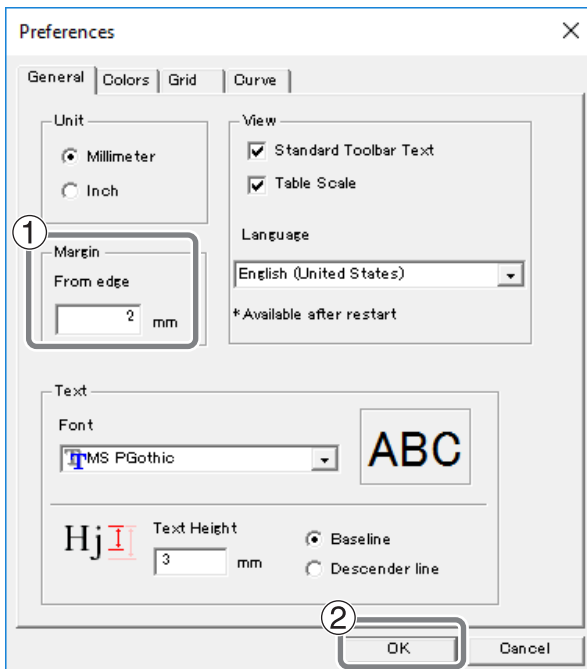 Preferences
General Colors Grid Curve
Unit
Millimeter
Inch
View
Standard Toolbar Text
Table Scale
Language
English (United States)
*Available after restart
1
Margin
From edge
2 mm
Text
Font
MS PGothic
ABC
Hj
Text Height
3 mm
Baseline
Descender line
2
OK Cancel